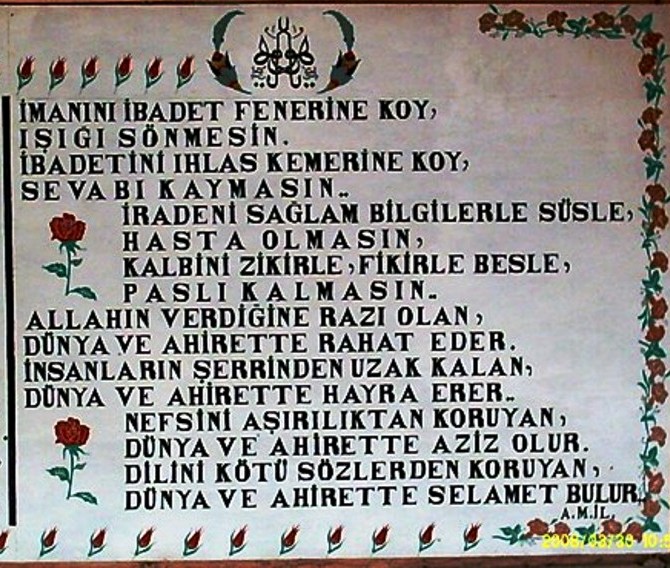 İMANINI İBADET FENERİNE KOY,
IŞIĞI SÖNMESİN.
İBADETİNİ IHLAS KEMERINE KOY,
SEVABI KAYMASIN..
İRADENİ SAĞLAM BİLGİLERLE SÜSLE,
HASTA OLMASIN,
KALBİNİ ZİKİRLE, FİKİRLE BESLE,
PASLI KALMASIN..
ALLAHIN VERDİĞİNE RAZI OLAN,
DÜNYA VE AHİRETTE RAHAT EDER.
İNSANLARIN ŞERRİNDEN UZAK KALAN,
DÜNYA VE AHİRETTE HAYRA ERER..
NEFSİNİ AŞIRILIKTAN KORUYAN,
DÜNYA VE AHİRETTE AZİZ OLUR.
DİLİNİ KÖTÜ SÖZLERDEN KORUYAN,
DÜNYA VE AHİRETTE SELAMET BULUR..
A.M.İL.